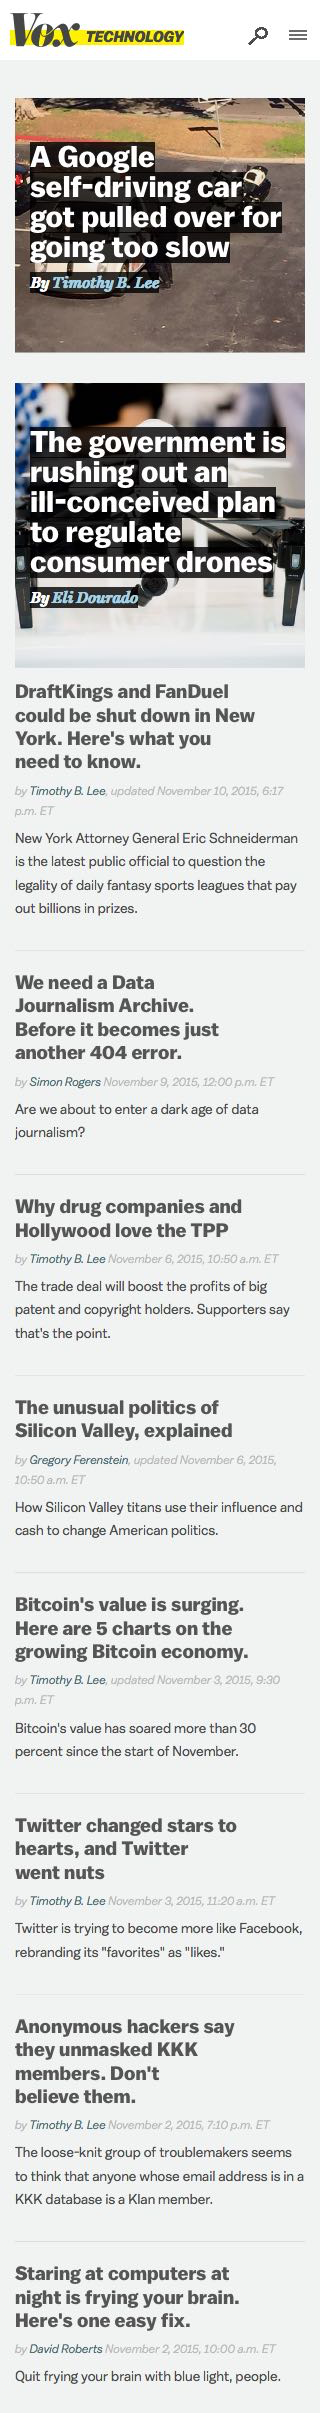 Vox TECHNOLOGY
A Google
self-driving car
got pulled over for
going too slow
By Timothy B. Lee
The government is
rushing out an
ill-conceived plan
to regulate
consumer drones
By Eli Dourado
DraftKings and FanDuel
could be shut down in New
York. Here's what you
need to know.
by Timothy B. Lee, updated November 10, 2015, 6:17
p.m. ET
New York Attorney General Eric Schneiderman
is the latest public official to question the
legality of daily fantasy sports leagues that pay
out billions in prizes.
We need a Data
Journalism Archive.
Before it becomes just
another 404 error.
by Simon Rogers November 9, 2015, 12:00 p.m. ET
Are we about to enter a dark age of data
journalism?
Why drug companies and
Hollywood love the TPP
by Timothy B. Lee November 6, 2015, 10:50 a.m. ET
The trade deal will boost the profits of big
patent and copyright holders. Supporters say
that's the point.
The unusual politics of
Silicon Valley, explained
by Gregory Ferenstein, updated November 6, 2015,
10:50 a.m. ET
How Silicon Valley titans use their influence and
cash to change American politics.
Bitcoin's value is surging.
Here are 5 charts on the
growing Bitcoin economy.
by Timothy B. Lee, updated November 3, 2015, 9:30
p.m. ET
Bitcoin's value has soared more than 30
percent since the start of November.
Twitter changed stars to
hearts, and Twitter
went nuts
by Timothy B. Lee November 3, 2015, 11:20 a.m. ET
Twitter is trying to become more like Facebook,
rebranding its "favorites" as "likes."
Anonymous hackers say
they unmasked KKK
members. Don't
believe them.
by Timothy B. Lee November 2, 2015, 7:10 p.m. ET
The loose-knit group of troublemakers seems
to think that anyone whose email address is in a
KKK database is a Klan member.
Staring at computers at
night is frying your brain.
Here's one easy fix.
by David Roberts November 2, 2015, 10:00 a.m. ET
Quit frying your brain with blue light, people.